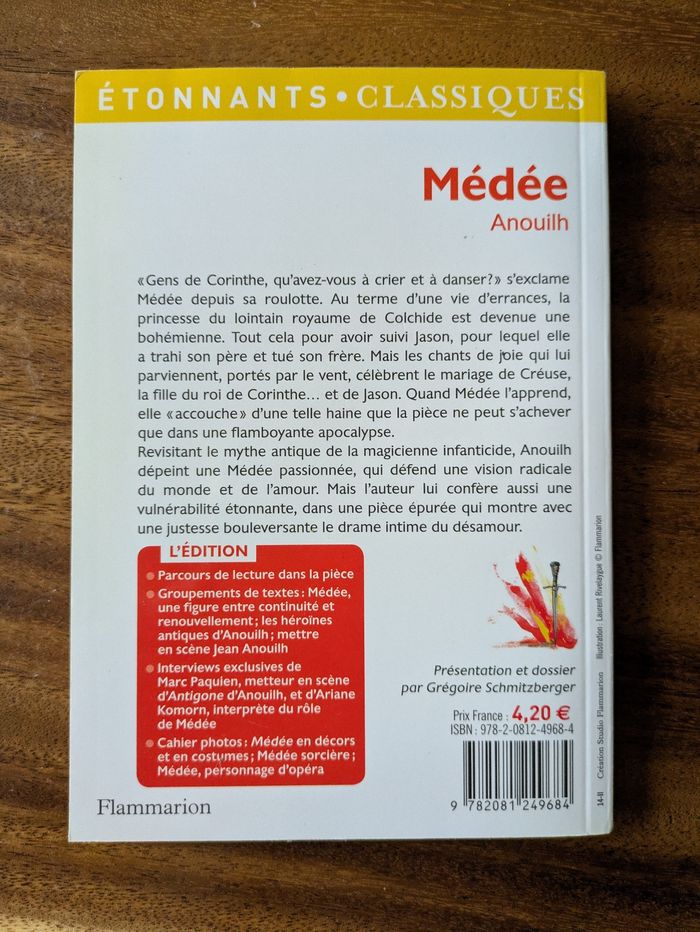 ÉTONNANTS • CLASSIQUES
Médée
Anouilh
« Gens de Corinthe, qu'avez-vous à crier et à danser ? » s'exclame
Médée depuis sa roulotte. Au terme d'une vie d'errances, la
princesse du lointain royaume de Colchide est devenue une
bohémienne. Tout cela pour avoir suivi Jason, pour lequel elle
a trahi son père et tué son frère. Mais les chants de joie qui lui
parviennent, portés par le vent, célèbrent le mariage de Créuse,
la fille du roi de Corinthe... et de Jason. Quand Médée l'apprend,
elle « accouche » d'une telle haine que la pièce ne peut s'achever
que dans une flamboyante apocalypse.
Revisitant le mythe antique de la magicienne infanticide, Anouilh
dépeint une Médée passionnée, qui défend une vision radicale
du monde et de l'amour. Mais l'auteur lui confère aussi une
vulnérabilité étonnante, dans une pièce épurée qui montre avec
une justesse bouleversante le drame intime du désamour.
L'ÉDITION
• Parcours de lecture dans la pièce
• Groupements de textes : Médée,
une figure entre continuité et
renouvellement ; les héroïnes
antiques d'Anouilh ; mettre
en scène Jean Anouilh
• Interviews exclusives de
Marc Paquien, metteur en scène
d'Antigone d'Anouilh, et d'Ariane
Komorn, interprète du rôle
de Médée
• Cahier photos : Médée en décors
et en costumes ; Médée sorcière ;
Médée, personnage d'opéra
Flammarion
Présentation et dossier
par Grégoire Schmitzberger
Prix France : 4,20 €
ISBN : 978-2-0812-4968-4
9 782081 249684
14-II Création Studio Flammarion Illustration : Laurent Rivelaygue © Flammarion